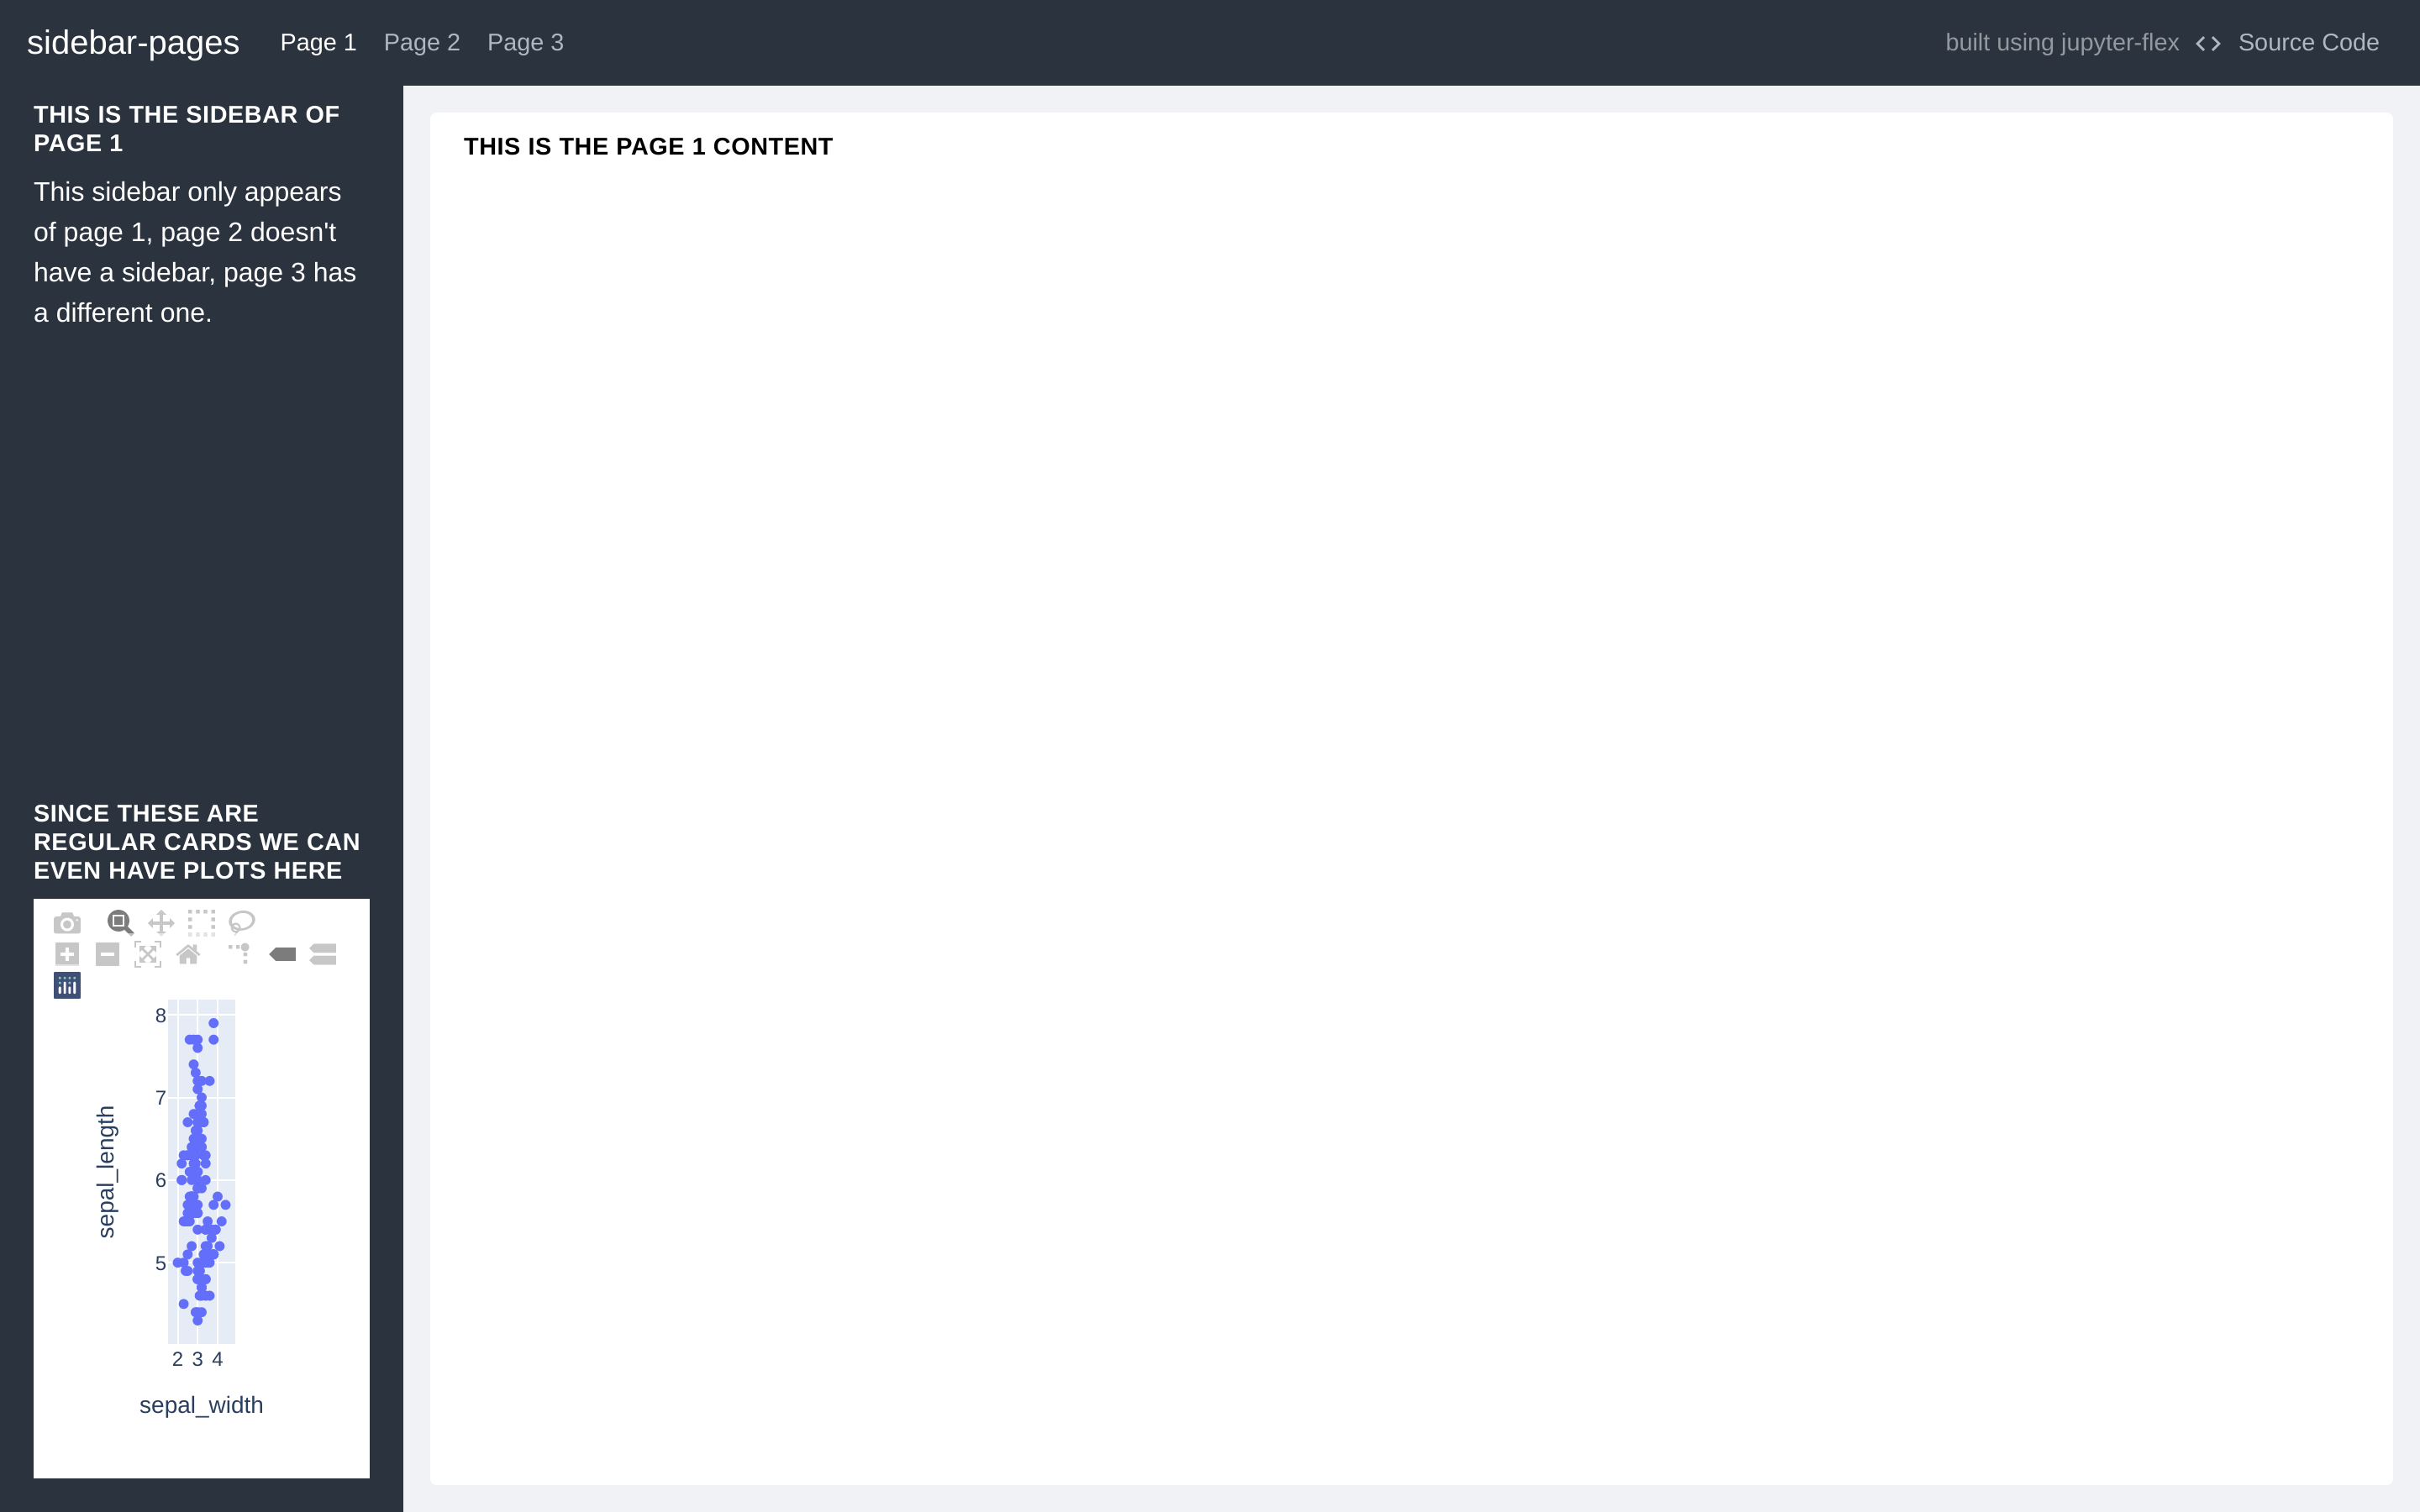 sidebar-pages
Page 1
Page 2
Page 3
built using jupyter-flex
Source Code
THIS IS THE SIDEBAR OF
PAGE 1
This sidebar only appears
of page 1, page 2 doesn't
have a sidebar, page 3 has
a different one.
SINCE THESE ARE
REGULAR CARDS WE CAN
EVEN HAVE PLOTS HERE
8
7
6
5
sepal_length
2 3 4
sepal_width
THIS IS THE PAGE 1 CONTENT